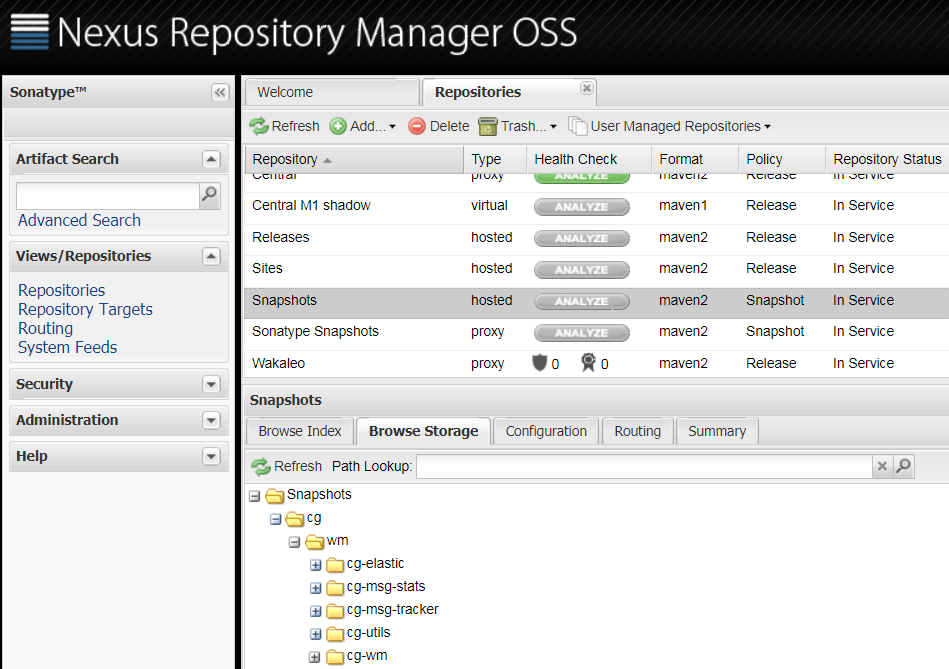 Nexus Repository Manager OSS
Sonatype™
Welcome
Repositories
Refresh Add... Delete Trash... User Managed Repositories
Artifact Search
Advanced Search
Views/Repositories
Repositories
Repository Targets
Routing
System Feeds
Security
Administration
Help
Repository Type Health Check Format Policy Repository Status
Central proxy ANALYZE maven2 Release In Service
Central M1 shadow virtual ANALYZE maven1 Release In Service
Releases hosted ANALYZE maven2 Release In Service
Sites hosted ANALYZE maven2 Release In Service
Snapshots hosted ANALYZE maven2 Snapshot In Service
Sonatype Snapshots proxy ANALYZE maven2 Snapshot In Service
Wakaleo proxy 0 0 maven2 Release In Service
Snapshots
Browse Index Browse Storage Configuration Routing Summary
Refresh Path Lookup:
Snapshots
cg
wm
cg-elastic
cg-msg-stats
cg-msg-tracker
cg-utils
cg-wm